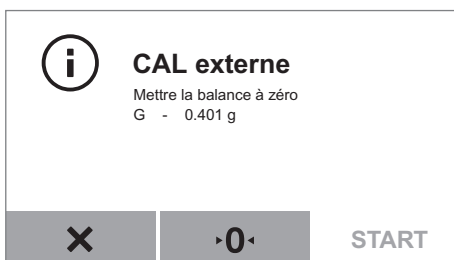 CAL externe
Mettre la balance à zéro
G - 0.401 g
0 START